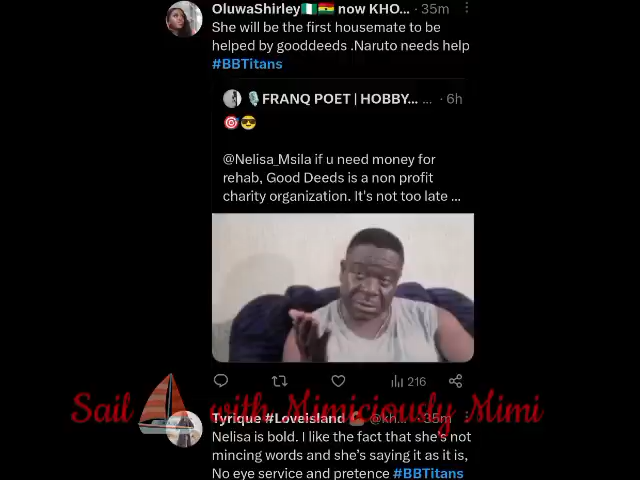 OluwaShirley🇳🇬🇬🇭 now KHO... · 35m
She will be the first housemate to be
helped by gooddeeds .Naruto needs help
#BBTitans
🎙️FRANQ POET | HOBBY... ... · 6h
🎯😎
@Nelisa_Msila if u need money for
rehab, Good Deeds is a non profit
charity organization. It's not too late ...
216
Sail with Mimiciously Mimi
Tyrique #Loveisland @kh... · 35m
Nelisa is bold. I like the fact that she's not
mincing words and she's saying it as it is,
No eye service and pretence #BBTitans